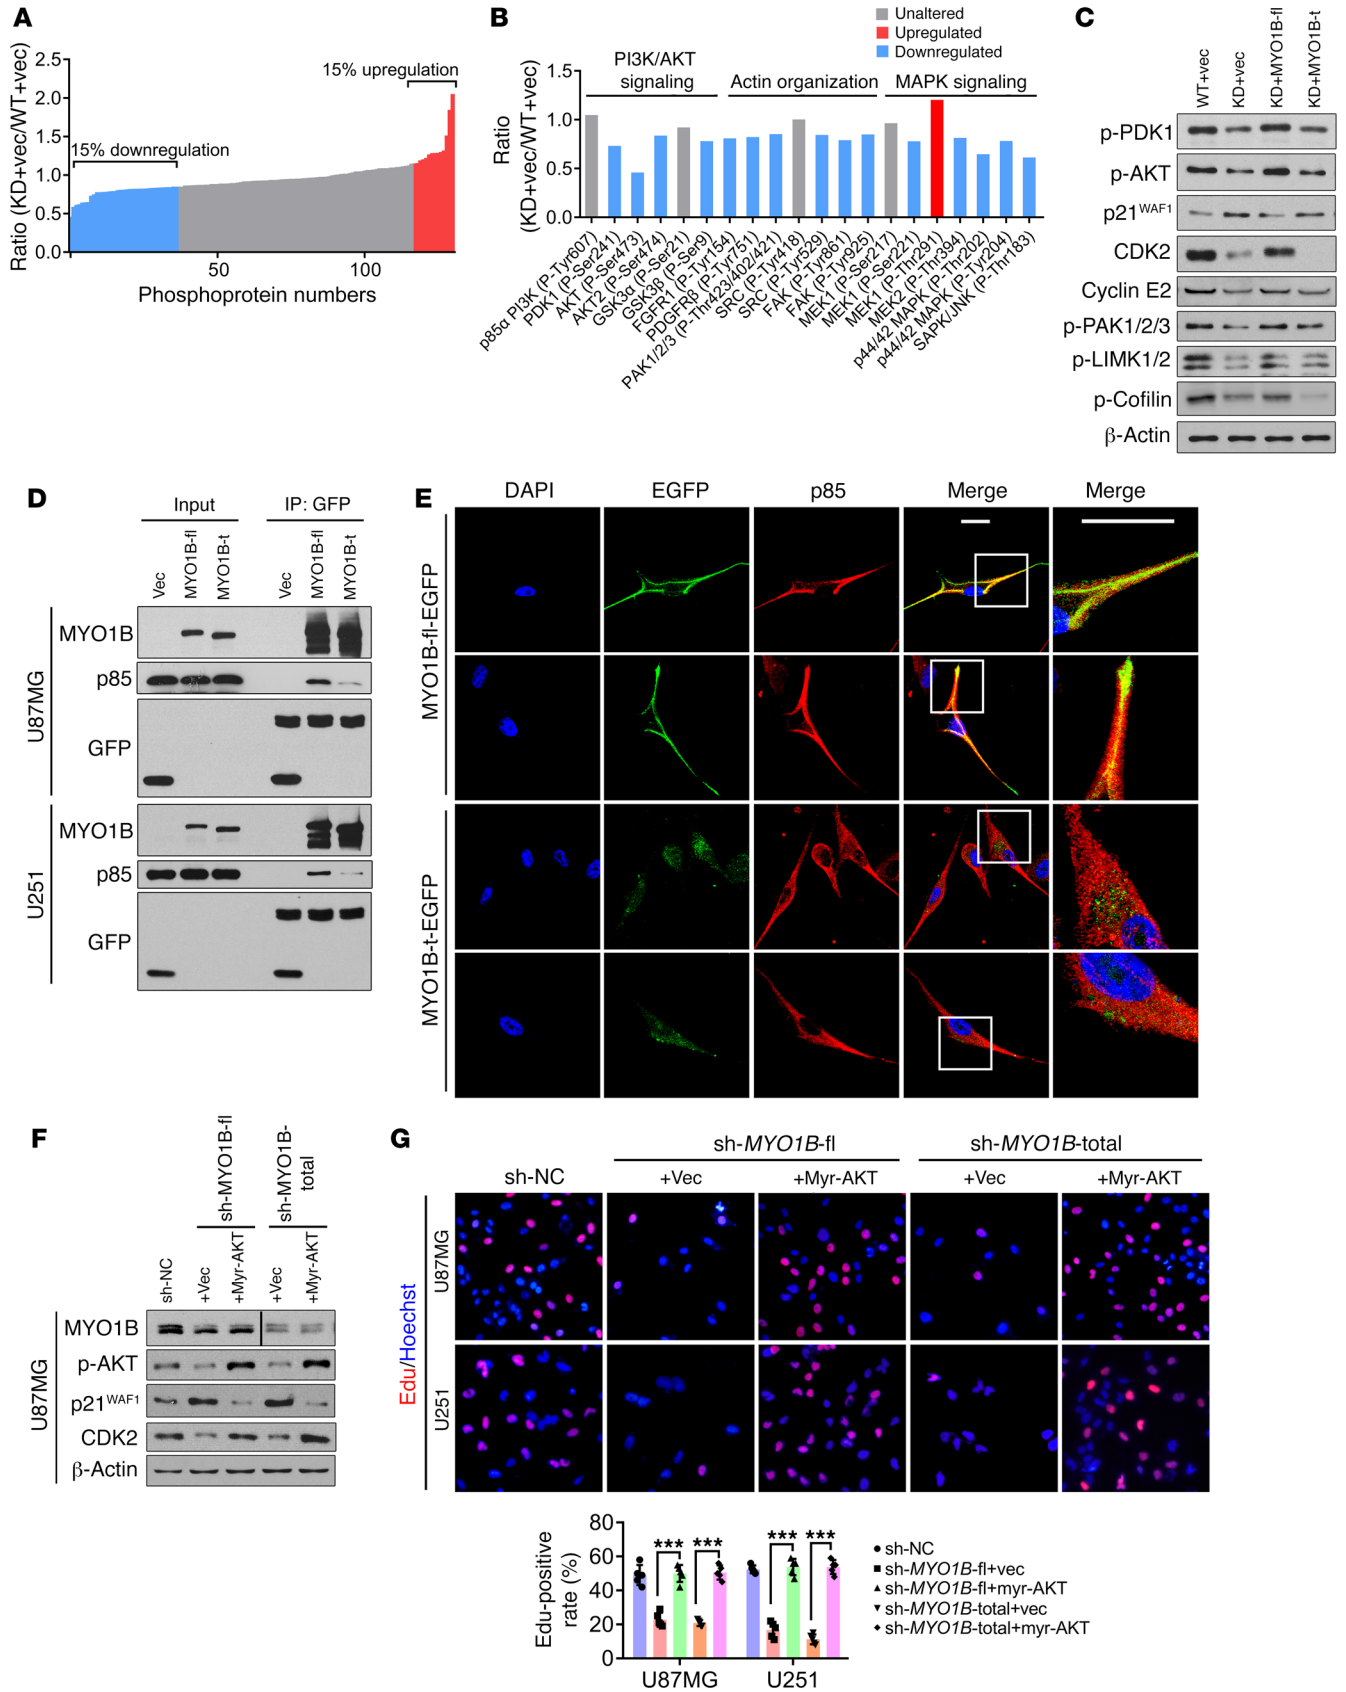 A
Ratio (KD+vec/WT+vec)
2.5
2.0
1.5
1.0
0.5
0.0
15% downregulation
15% upregulation
50
100
Phosphoprotein numbers
B
Unaltered
Upregulated
Downregulated
Ratio
(KD+vec/WT+vec)
1.5
1.0
0.5
0.0
PI3K/AKT
signaling
Actin organization
MAPK signaling
p85α PI3K (P-Tyr607)
PDK1 (P-Ser241)
AKT (P-Ser473)
AKT2 (P-Ser474)
GSK3α (P-Ser21)
GSK3β (P-Ser9)
FGFR1 (P-Tyr154)
PDGFRβ (P-Tyr751)
PAK1/2/3 (P-Thr423/402/421)
SRC (P-Tyr418)
SRC (P-Tyr529)
FAK (P-Tyr861)
FAK (P-Tyr925)
MEK1 (P-Ser217)
MEK1 (P-Ser221)
MEK1 (P-Thr291)
MEK2 (P-Thr394)
p44/42 MAPK (P-Thr202)
p44/42 MAPK (P-Tyr204)
SAPK/JNK (P-Thr183)
C
WT+vec
KD+vec
KD+MYO1B-fl
KD+MYO1B-t
p-PDK1
p-AKT
p21WAF1
CDK2
Cyclin E2
p-PAK1/2/3
p-LIMK1/2
p-Cofilin
β-Actin
D
Input
IP: GFP
Vec
MYO1B-fl
MYO1B-t
Vec
MYO1B-fl
MYO1B-t
U87MG
MYO1B
p85
GFP
U251
MYO1B
p85
GFP
E
DAPI
EGFP
p85
Merge
Merge
MYO1B-fl-EGFP
MYO1B-t-EGFP
F
sh-MYO1B-fl
sh-MYO1B-
total
sh-NC
+Vec
+Myr-AKT
+Vec
+Myr-AKT
U87MG
MYO1B
p-AKT
p21WAF1
CDK2
β-Actin
G
sh-MYO1B-fl
sh-MYO1B-total
sh-NC
+Vec
+Myr-AKT
+Vec
+Myr-AKT
Edu/Hoechst
U87MG
U251
Edu-positive
rate (%)
80
60
40
20
0
***
***
***
***
U87MG
U251
sh-NC
sh-MYO1B-fl+vec
sh-MYO1B-fl+myr-AKT
sh-MYO1B-total+vec
sh-MYO1B-total+myr-AKT